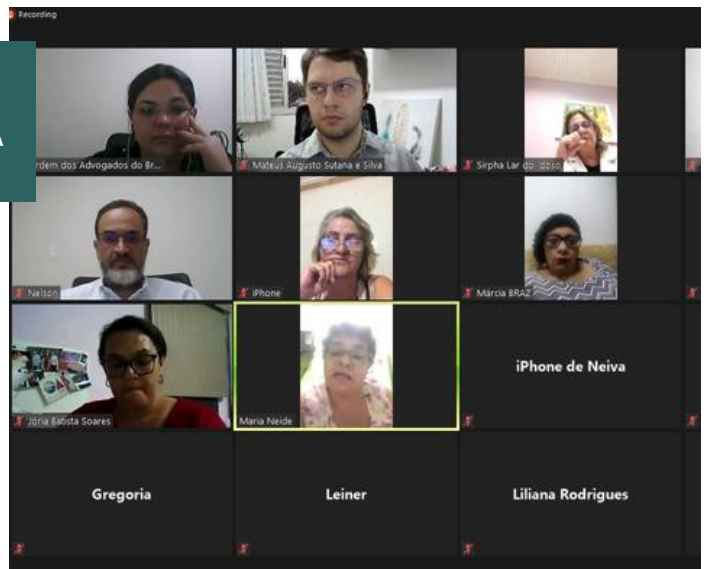 Recording
A
rdem dos Advogados do Br...
Mateus Augusto Sutana e Silva
Sirpha Lar do Idoso
Nelson
iPhone
Márcia BRAZ
Jória Batista Soares
Maria Neide
iPhone de Neiva
Gregoria
Leiner
Liliana Rodrigues